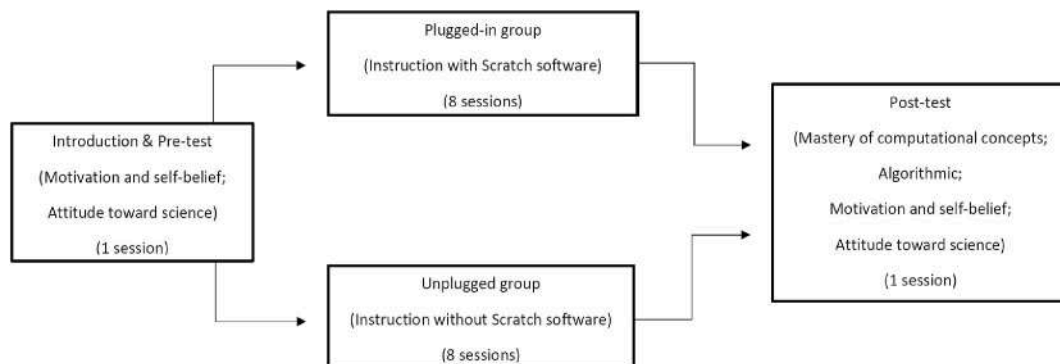 Plugged-in group
(Instruction with Scratch software)
(8 sessions)
Introduction & Pre-test
(Motivation and self-belief;
Attitude toward science)
(1 session)
Post-test
(Mastery of computational concepts;
Algorithmic;
Motivation and self-belief;
Attitude toward science)
(1 session)
Unplugged group
(Instruction without Scratch software)
(8 sessions)